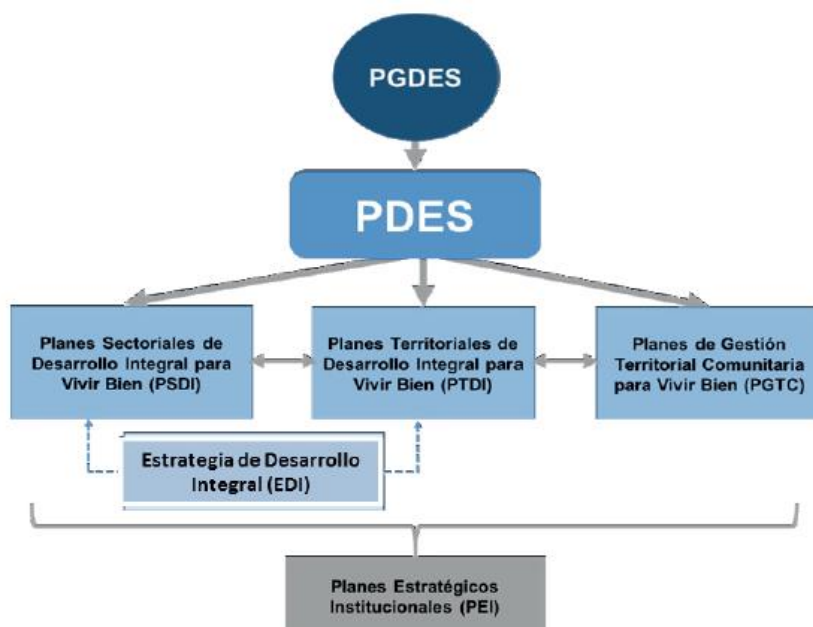 PGDES
PDES
Planes Sectoriales de
Desarrollo Integral para
Vivir Bien (PSDI)
Planes Territoriales de
Desarrollo Integral para
Vivir Bien (PTDI)
Planes de Gestión
Territorial Comunitaria
para Vivir Bien (PGTC)
Estrategia de Desarrollo
Integral (EDI)
Planes Estratégicos
Institucionales (PEI)